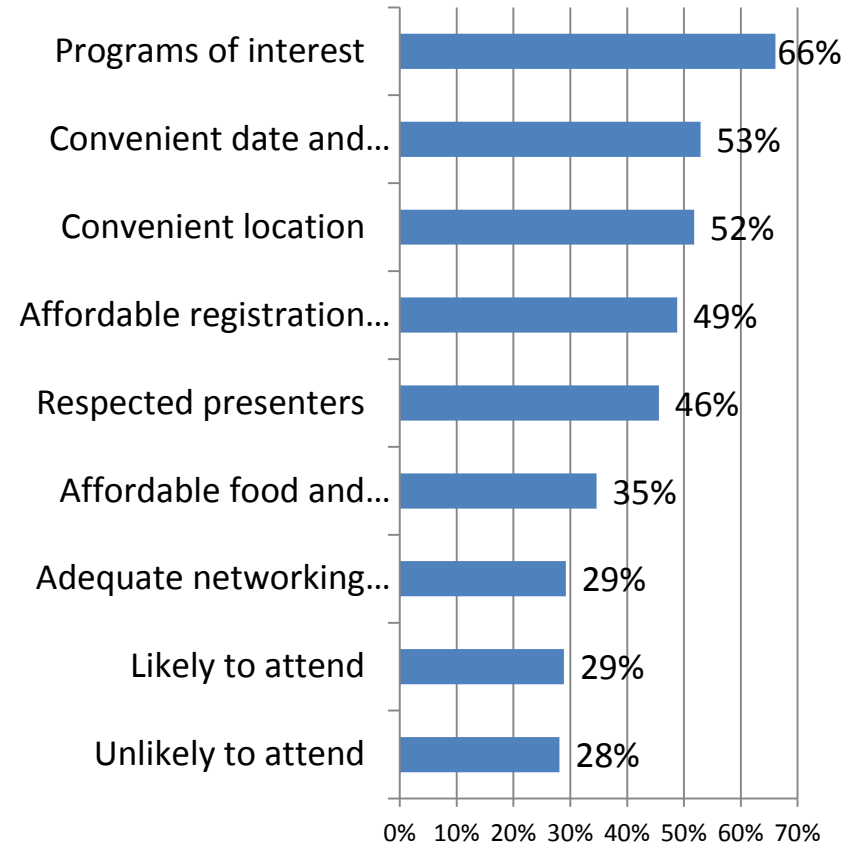 Programs of interest 66%
Convenient date and... 53%
Convenient location 52%
Affordable registration... 49%
Respected presenters 46%
Affordable food and... 35%
Adequate networking... 29%
Likely to attend 29%
Unlikely to attend 28%
0% 10% 20% 30% 40% 50% 60% 70%